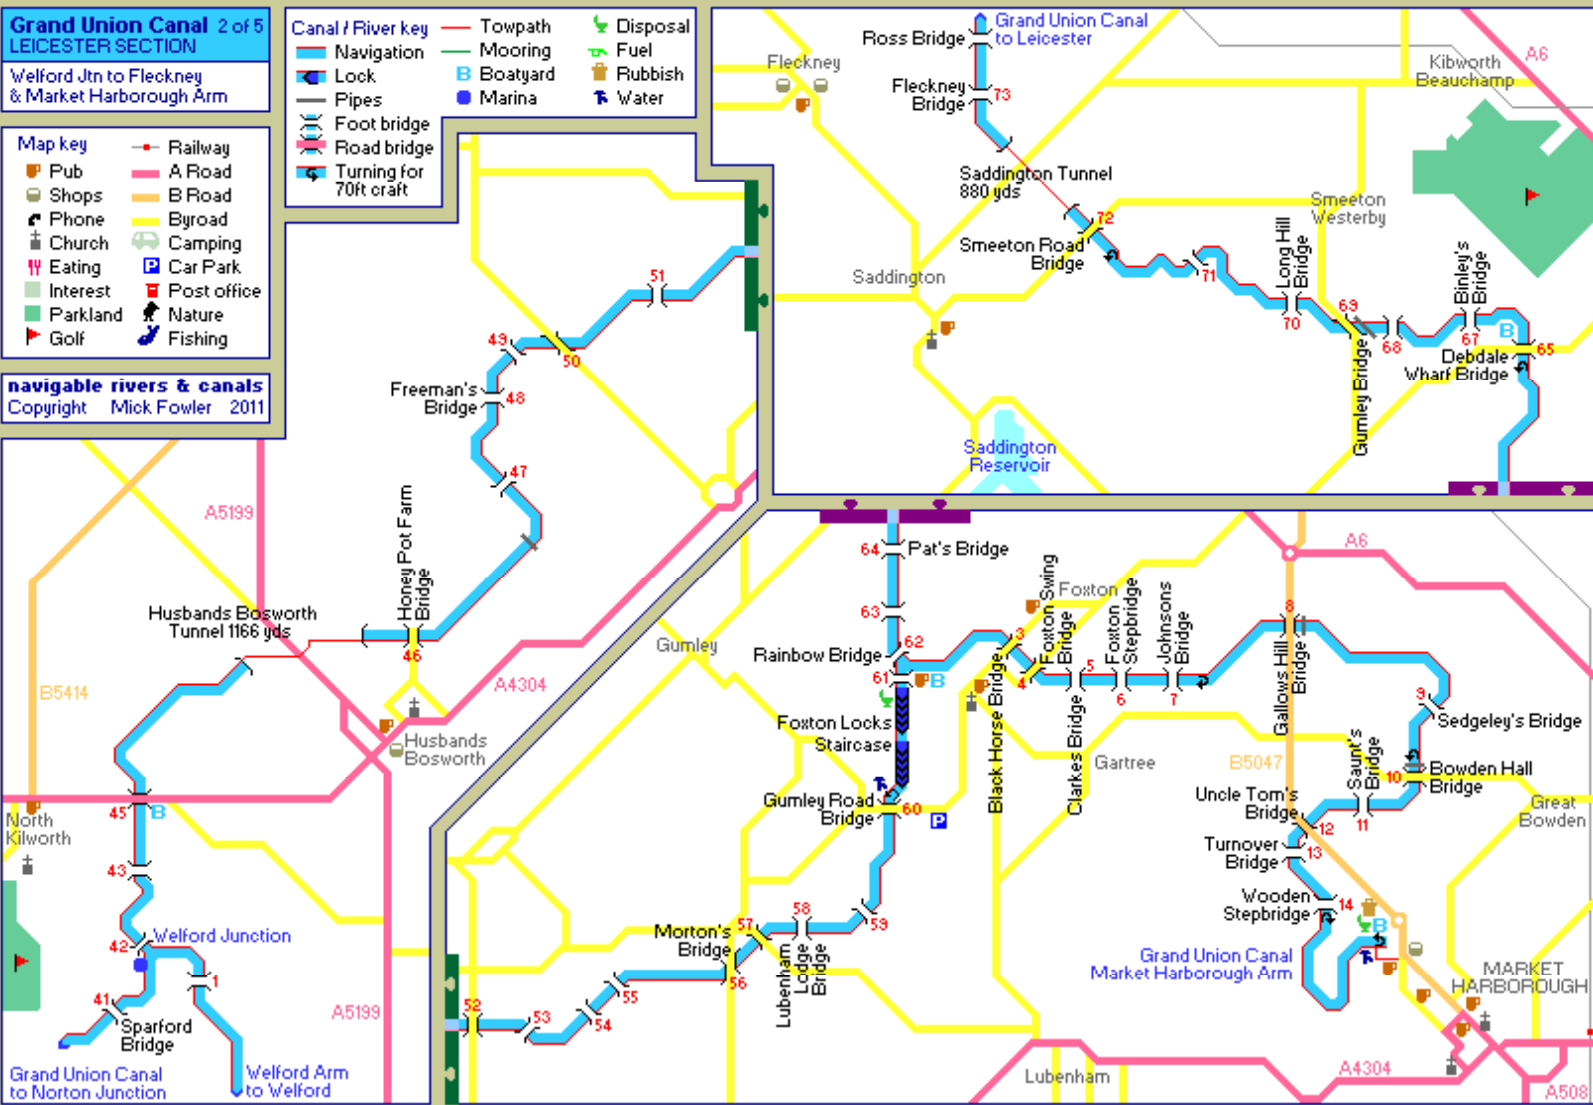 Grand Union Canal 2 of 5
LEICESTER SECTION
Welford Jtn to Fleckney
& Market Harborough Arm
Map key
Pub
Shops
Phone
Church
Eating
Interest
Parkland
Golf
Railway
A Road
B Road
Byroad
Camping
Car Park
Post office
Nature
Fishing
navigable rivers & canals
Copyright Mick Fowler 2011
Canal / River key
Navigation
Lock
Pipes
Foot bridge
Road bridge
Turning for
70ft craft
Towpath
Mooring
B Boatyard
Marina
Disposal
Fuel
Rubbish
Water
Grand Union Canal
to Leicester
Ross Bridge
Fleckney
Fleckney
Bridge
73
A6
Kibworth
Beauchamp
Saddington Tunnel
880 yds
72
Smeeton Road
Bridge
71
Smeeton
Westerby
Long Hill
Bridge
70
69
Gumley Bridge
68
Binley's
Bridge
67
B
65
Debdale
Wharf Bridge
Saddington
Saddington
Reservoir
51
50
49
Freeman's
Bridge
48
47
A5199
Honey Pot Farm
Bridge
46
Husbands Bosworth
Tunnel 1166 yds
B5414
A4304
Husbands
Bosworth
North
Kilworth
45
B
43
42
Welford Junction
1
41
Sparford
Bridge
A5199
Grand Union Canal
to Norton Junction
Welford Arm
to Welford
64
Pat's Bridge
63
62
Rainbow Bridge
61
B
Foxton Locks
Staircase
Gumley
Gumley Road
Bridge
60
P
59
58
Lubenham
Lodge
Bridge
57
Morton's
Bridge
56
55
54
53
52
Black Horse Bridge
3
Foxton
Foxton Swing
Bridge
4
5
Clarkes Bridge
Foxton
Stepbridge
6
Johnsons
Bridge
7
Gartree
A6
8
Gallows Hill
Bridge
B5047
9
Sedgeley's Bridge
10
Bowden Hall
Bridge
Saunt's
Bridge
11
Great
Bowden
Uncle Tom's
Bridge
12
Turnover
Bridge
13
Wooden
Stepbridge
14
B
Grand Union Canal
Market Harborough Arm
MARKET
HARBOROUGH
Lubenham
A4304
A508